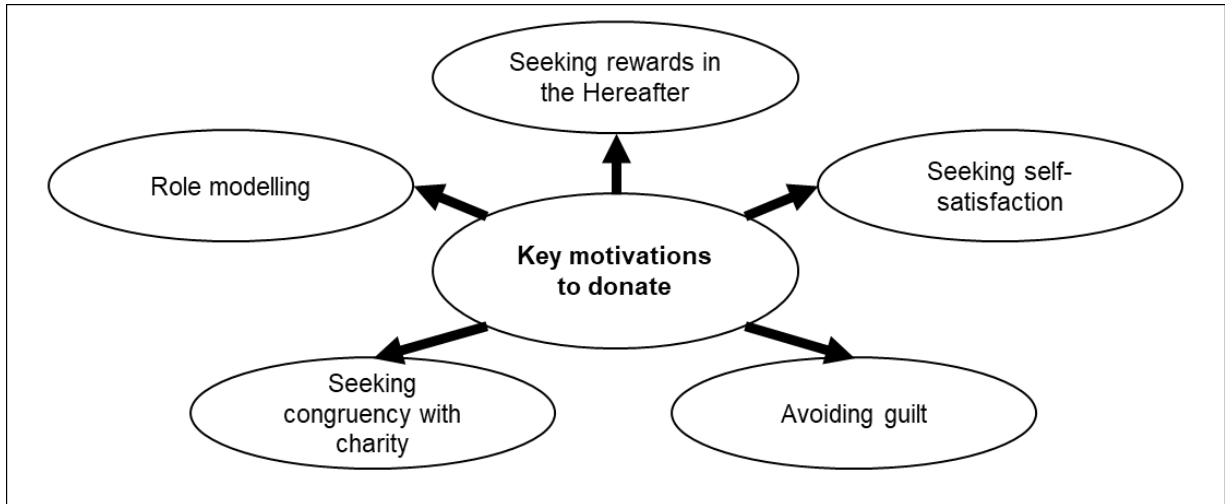 Seeking rewards in
the Hereafter
Role modelling
Seeking self-
satisfaction
Key motivations
to donate
Seeking
congruency with
charity
Avoiding guilt